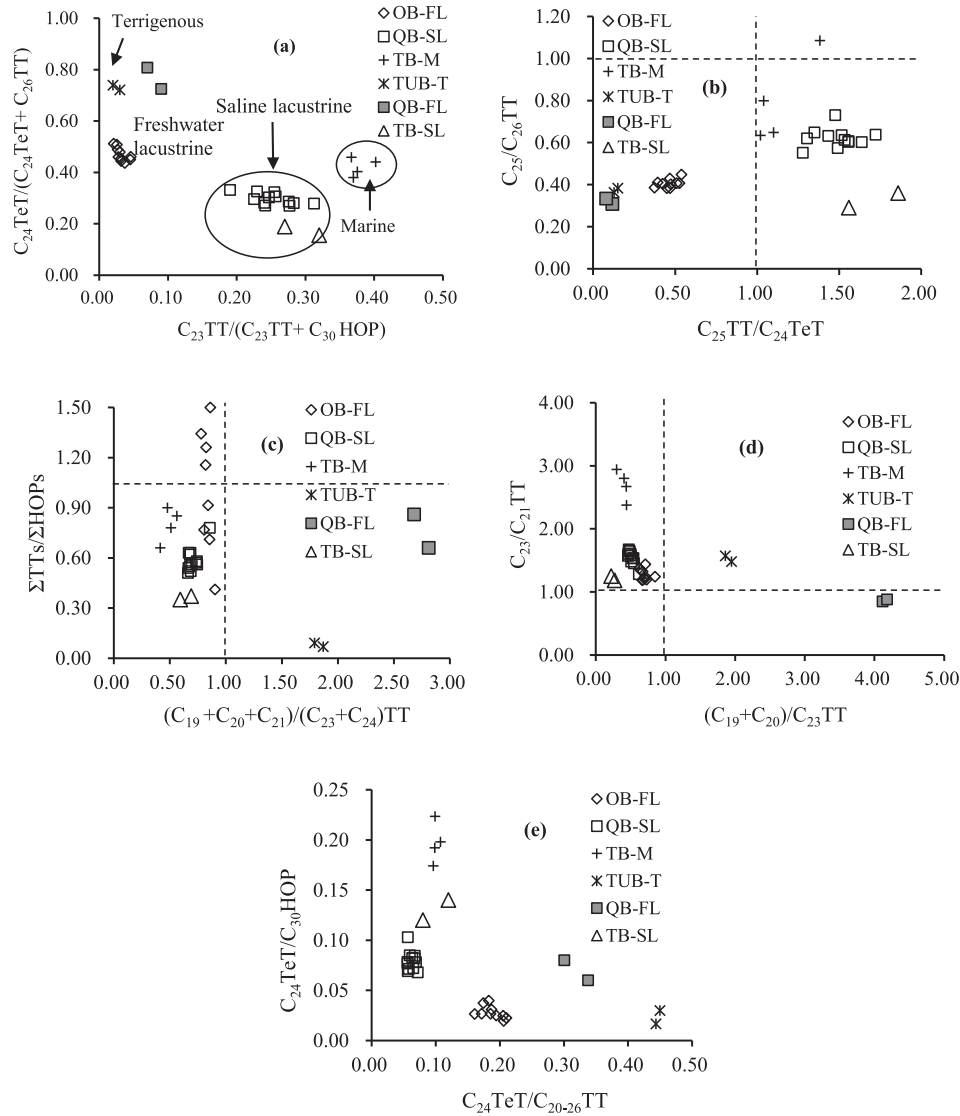 Terrigenous
(a)
Saline lacustrine
Freshwater
lacustrine
Marine
C₂₄TeT/(C₂₄TeT+ C₂₆TT)
1.00
0.80
0.60
0.40
0.20
0.00
0.00 0.10 0.20 0.30 0.40 0.50
C₂₃TT/(C₂₃TT+ C₃₀HOP)
OB-FL
QB-SL
TB-M
TUB-T
QB-FL
TB-SL
(b)
C₂₅/C₂₆TT
1.20
1.00
0.80
0.60
0.40
0.20
0.00
0.00 0.50 1.00 1.50 2.00
C₂₅TT/C₂₄TeT
OB-FL
QB-SL
TB-M
TUB-T
QB-FL
TB-SL
(c)
ΣTTs/ΣHOPs
1.50
1.20
0.90
0.60
0.30
0.00
0.00 0.50 1.00 1.50 2.00 2.50 3.00
(C₁₉+C₂₀+C₂₁)/(C₂₃+C₂₄)TT
OB-FL
QB-SL
TB-M
TUB-T
QB-FL
TB-SL
(d)
C₂₃/C₂₁TT
4.00
3.00
2.00
1.00
0.00
0.00 1.00 2.00 3.00 4.00 5.00
(C₁₉+C₂₀)/C₂₃TT
OB-FL
QB-SL
TB-M
TUB-T
QB-FL
TB-SL
(e)
C₂₄TeT/C₃₀HOP
0.25
0.20
0.15
0.10
0.05
0.00
0.00 0.10 0.20 0.30 0.40 0.50
C₂₄TeT/C₂₀₋₂₆TT
OB-FL
QB-SL
TB-M
TUB-T
QB-FL
TB-SL